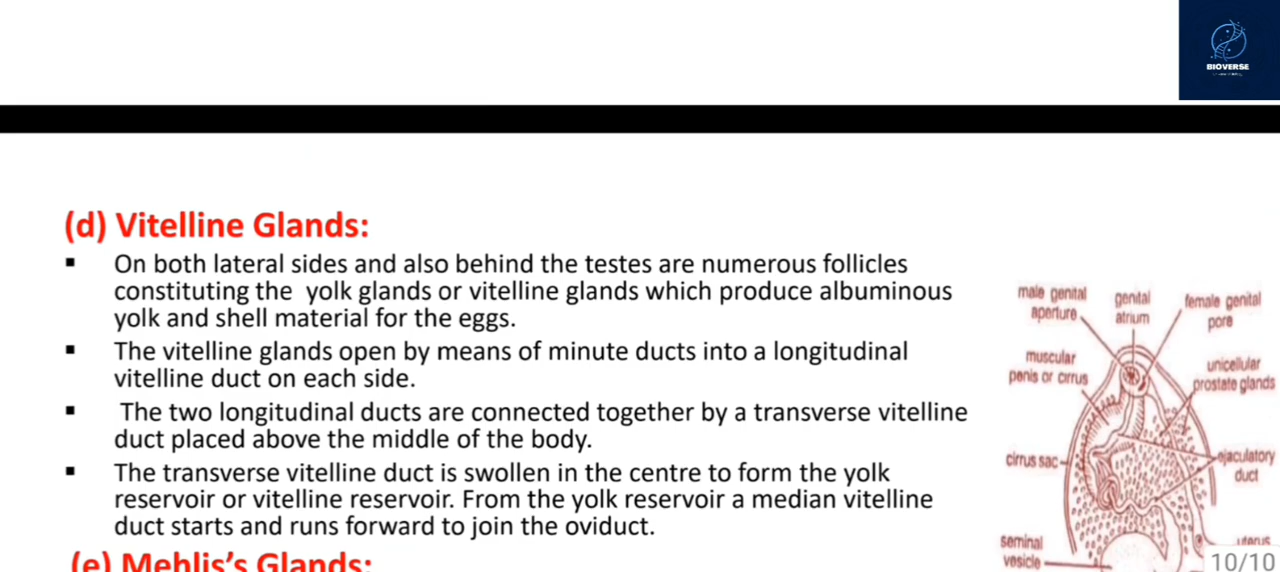 BIOVERSE
(d) Vitelline Glands:
▪ On both lateral sides and also behind the testes are numerous follicles
constituting the yolk glands or vitelline glands which produce albuminous
yolk and shell material for the eggs.
▪ The vitelline glands open by means of minute ducts into a longitudinal
vitelline duct on each side.
▪ The two longitudinal ducts are connected together by a transverse vitelline
duct placed above the middle of the body.
▪ The transverse vitelline duct is swollen in the centre to form the yolk
reservoir or vitelline reservoir. From the yolk reservoir a median vitelline
duct starts and runs forward to join the oviduct.
(e) Mehlis's Glands:
male genital
aperture
genital
atrium
female genital
pore
muscular
penis or cirrus
unicellular
prostate glands
cirrus sac
ejaculatory
duct
seminal
vesicle
uterus
10/10